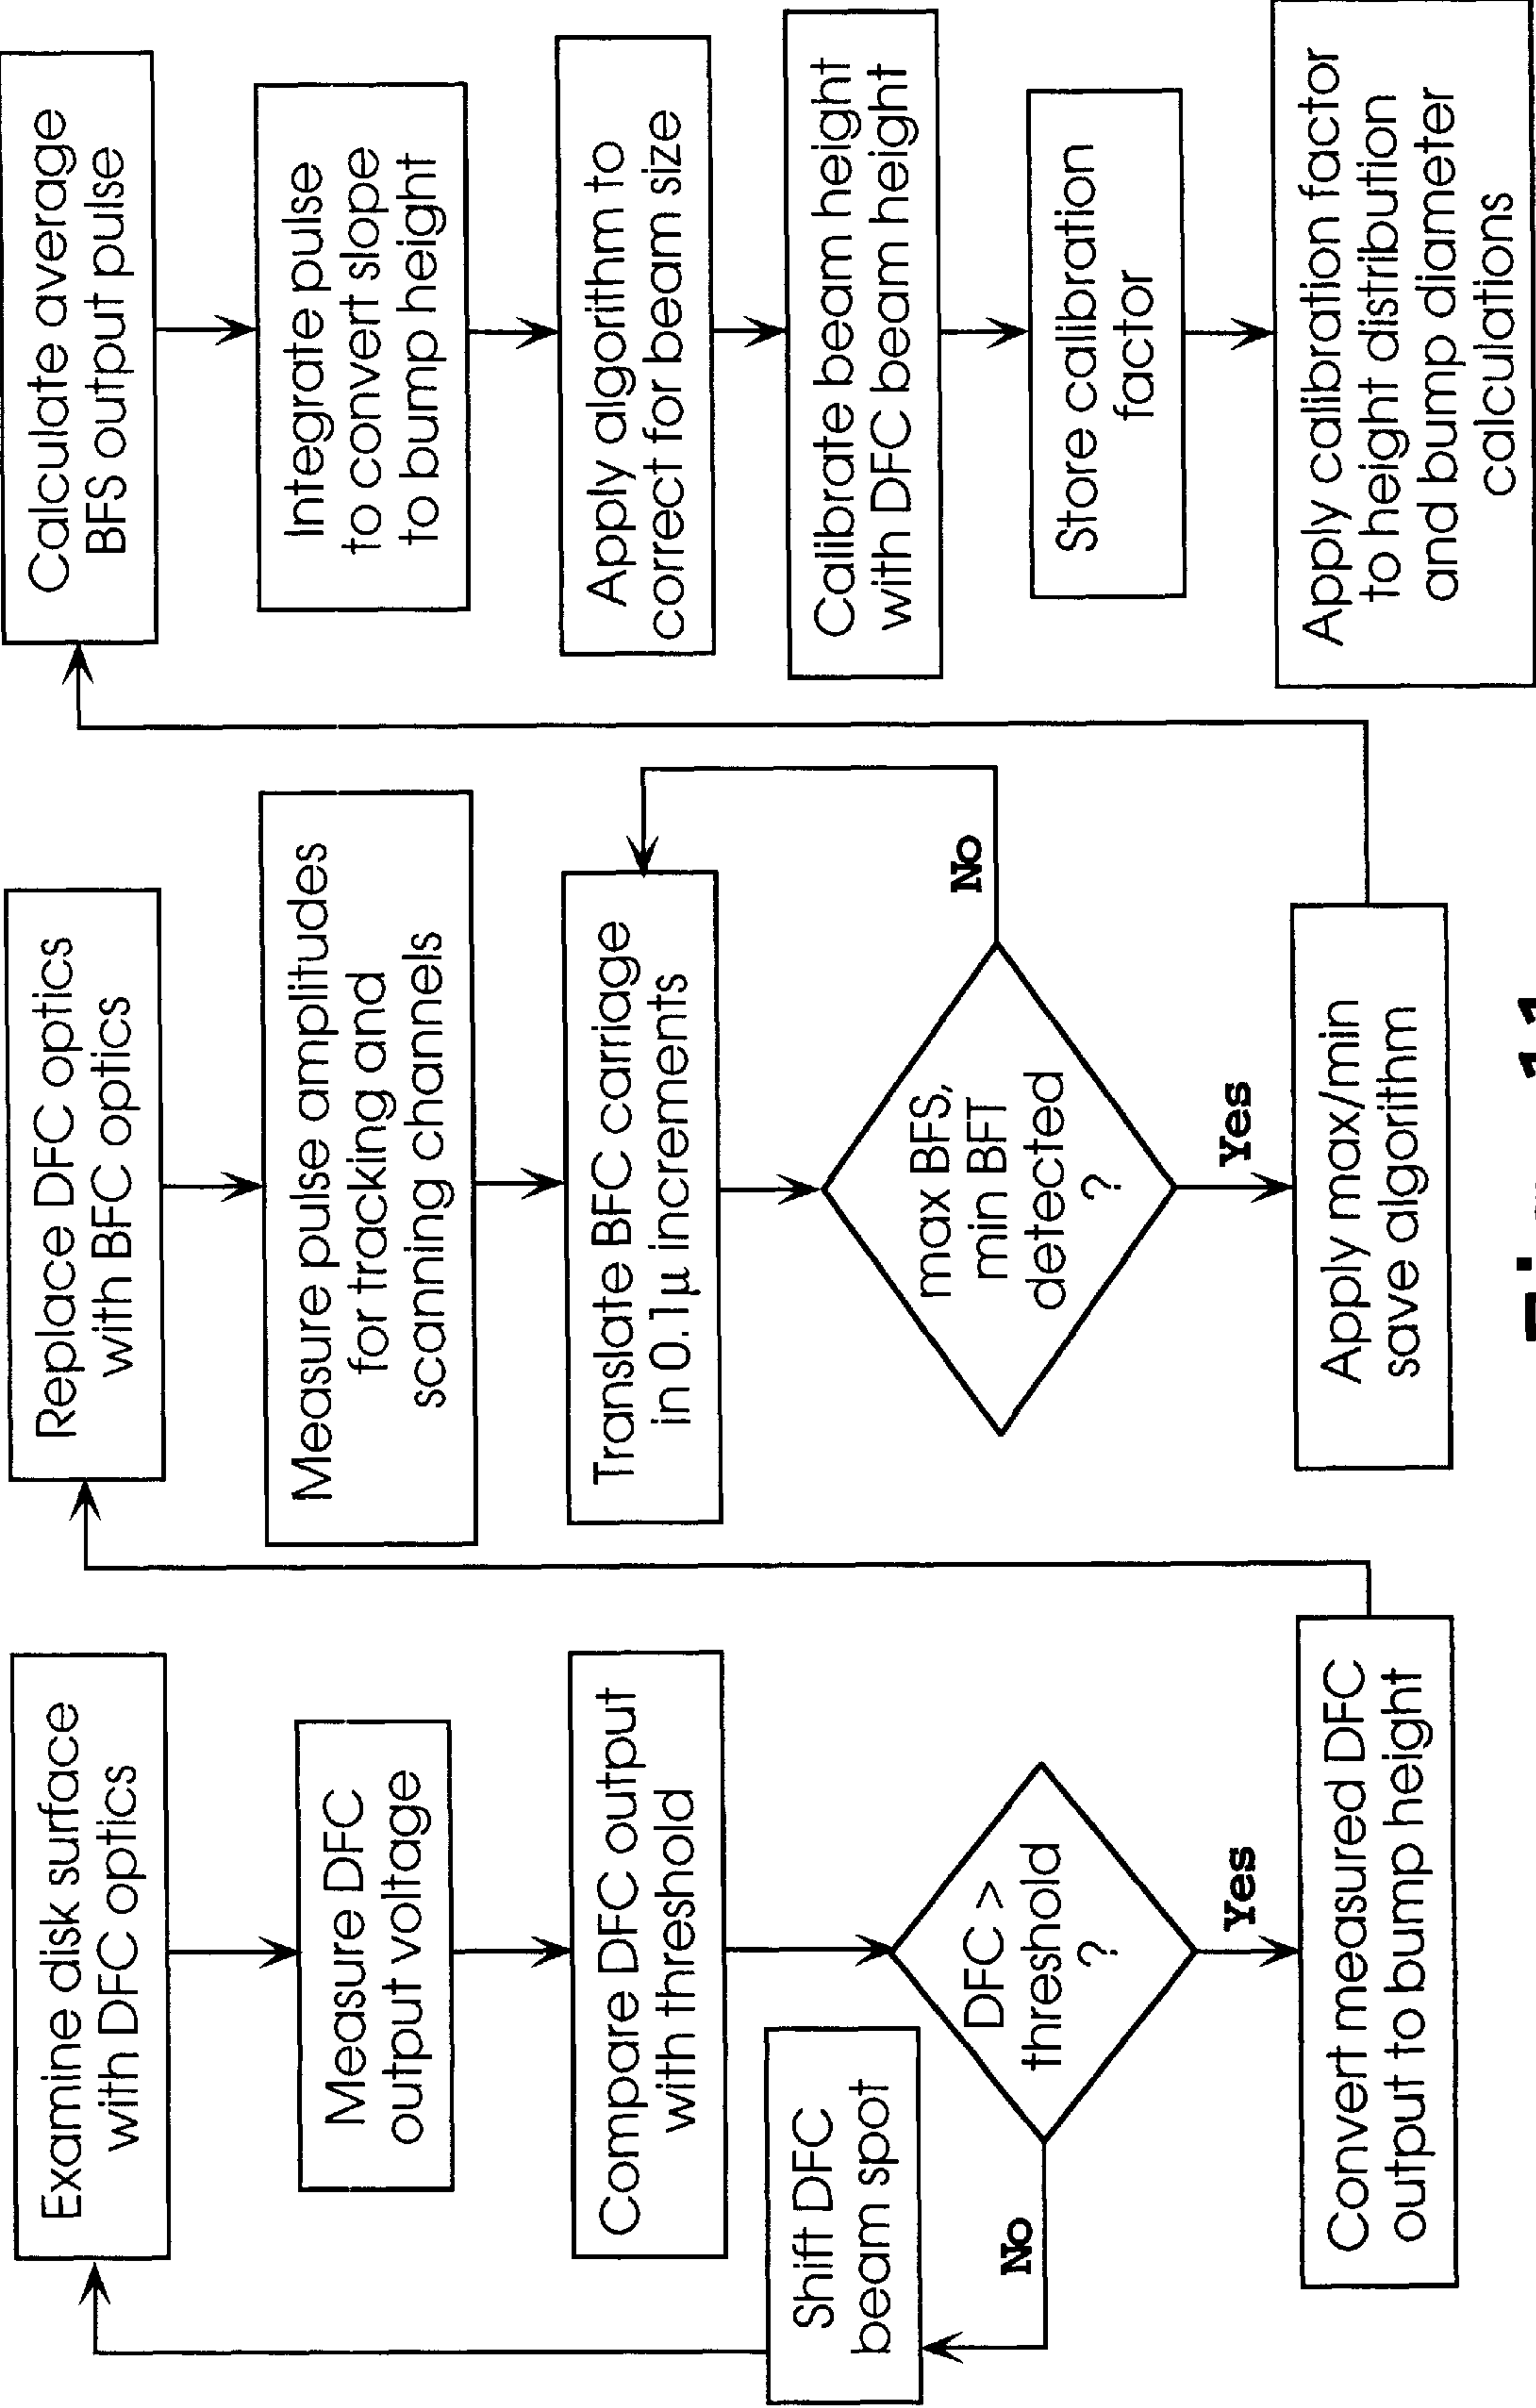 Examine disk surface
with DFC optics
Measure DFC
output voltage
Compare DFC output
with threshold
DFC >
threshold
?
No
Shift DFC
beam spot
Yes
Convert measured DFC
output to bump height
Replace DFC optics
with BFC optics
Measure pulse amplitudes
for tracking and
scanning channels
Translate BFC carriage
in 0.1μ increments
max BFS,
min BFT
detected
?
No
Yes
Apply max/min
save algorithm
Calculate average
BFS output pulse
Integrate pulse
to convert slope
to bump height
Apply algorithm to
correct for beam size
Calibrate beam height
with DFC beam height
Store calibration
factor
Apply calibration factor
to height distribution
and bump diameter
calculations